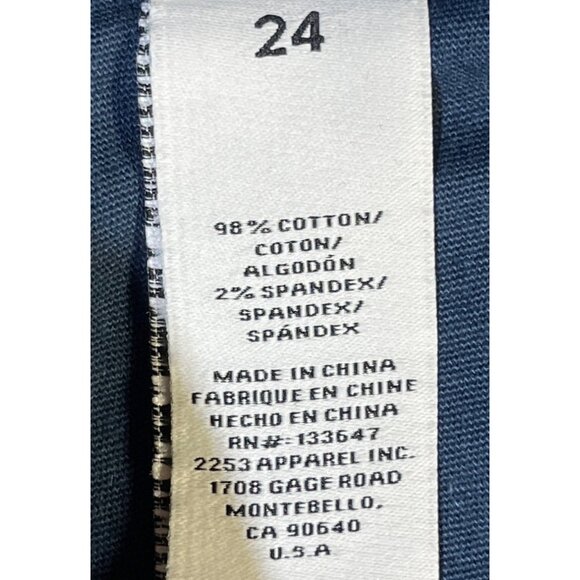 24
98% COTTON/
COTON/
ALGODÓN
2% SPANDEX/
SPANDEX/
SPÁNDEX
MADE IN CHINA
FABRIQUE EN CHINE
HECHO EN CHINA
RN#:133647
2253 APPAREL INC.
1708 GAGE ROAD
MONTEBELLO,
CA 90640
U.S.A